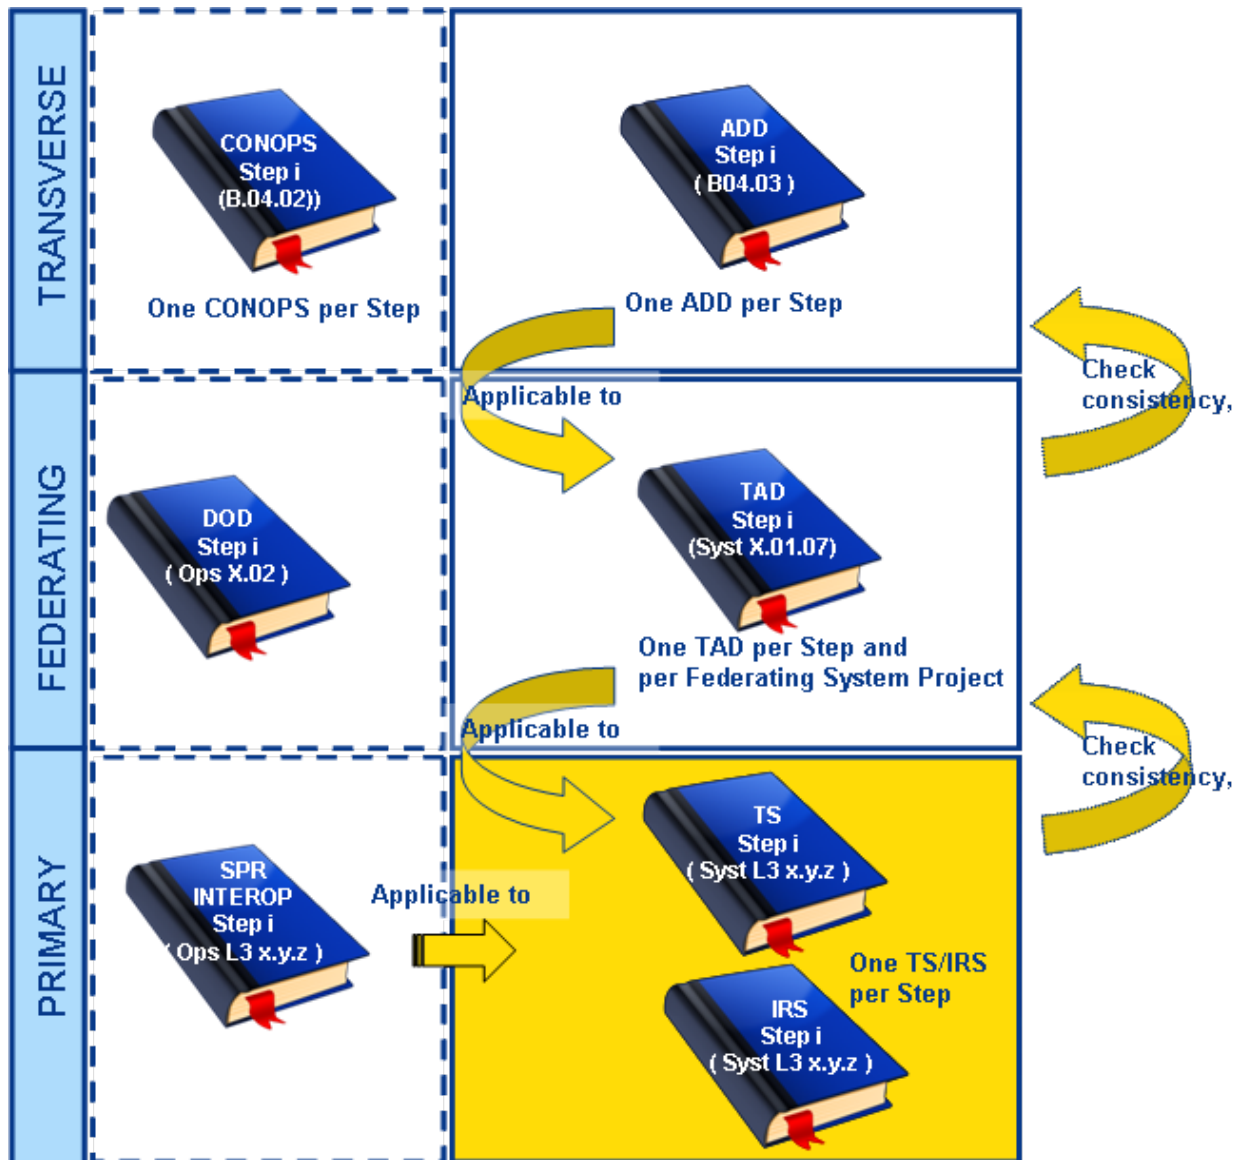 TRANSVERSE
CONOPS
Step i
(B.04.02))
One CONOPS per Step
ADD
Step i
( B04.03 )
One ADD per Step
Applicable to
Check
consistency,
FEDERATING
DOD
Step i
( Ops X.02 )
TAD
Step i
(Syst X.01.07)
One TAD per Step and
per Federating System Project
Applicable to
Check
consistency,
PRIMARY
SPR
INTEROP
Step i
( Ops L3 x.y.z )
Applicable to
TS
Step i
( Syst L3 x.y.z )
One TS/IRS
per Step
IRS
Step i
( Syst L3 x.y.z )